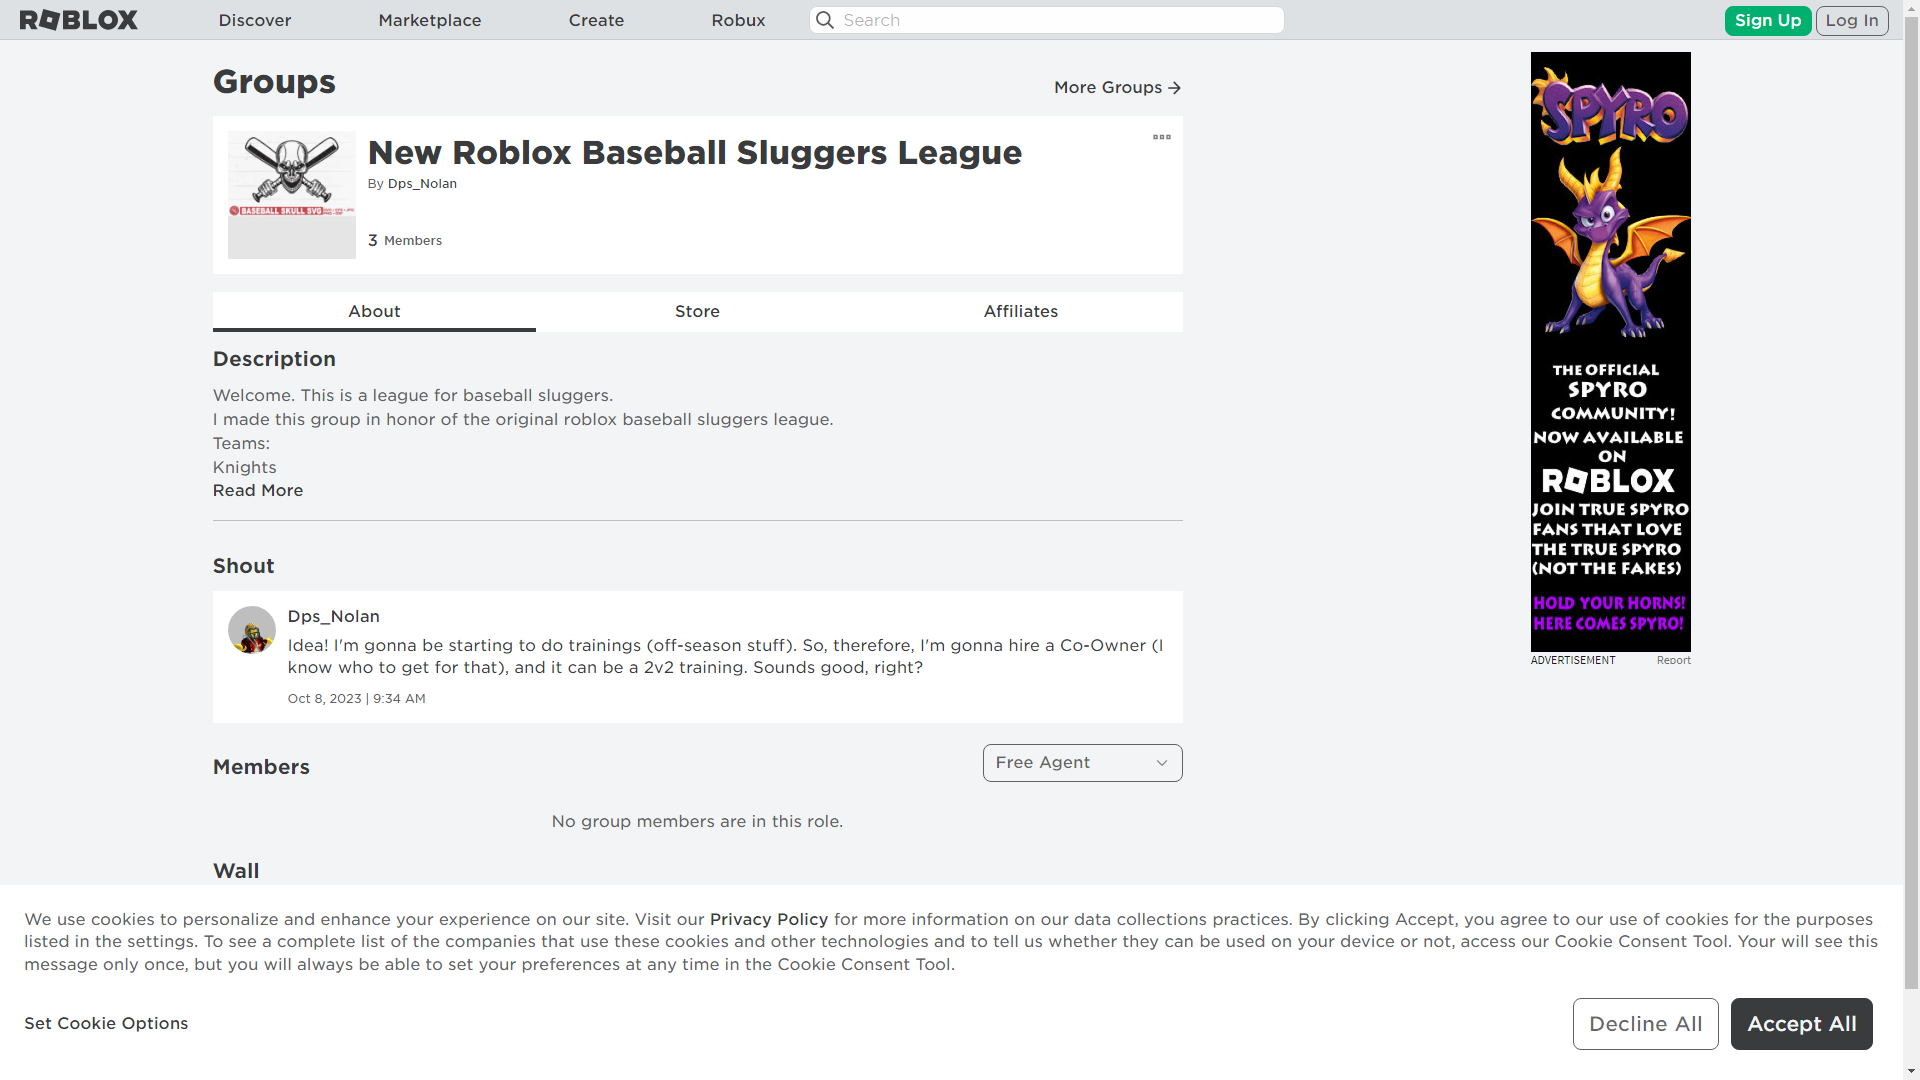 ROBLOX
Discover
Marketplace
Create
Robux
Search
Sign Up
Log In
Groups
More Groups
BASEBALL SKULL SVG
New Roblox Baseball Sluggers League
By Dps_Nolan
3 Members
About
Store
Affiliates
Description
Welcome. This is a league for baseball sluggers.
I made this group in honor of the original roblox baseball sluggers league.
Teams:
Knights
Read More
Shout
Dps_Nolan
Idea! I'm gonna be starting to do trainings (off-season stuff). So, therefore, I'm gonna hire a Co-Owner (I
know who to get for that), and it can be a 2v2 training. Sounds good, right?
Oct 8, 2023 | 9:34 AM
Members
Free Agent
No group members are in this role.
Wall
SPYRO
THE OFFICIAL
SPYRO
COMMUNITY!
NOW AVAILABLE
ON
ROBLOX
JOIN TRUE SPYRO
FANS THAT LOVE
THE TRUE SPYRO
(NOT THE FAKES)
HOLD YOUR HORNS!
HERE COMES SPYRO!
ADVERTISEMENT
Report
We use cookies to personalize and enhance your experience on our site. Visit our Privacy Policy for more information on our data collections practices. By clicking Accept, you agree to our use of cookies for the purposes
listed in the settings. To see a complete list of the companies that use these cookies and other technologies and to tell us whether they can be used on your device or not, access our Cookie Consent Tool. Your will see this
message only once, but you will always be able to set your preferences at any time in the Cookie Consent Tool.
Set Cookie Options
Decline All
Accept All